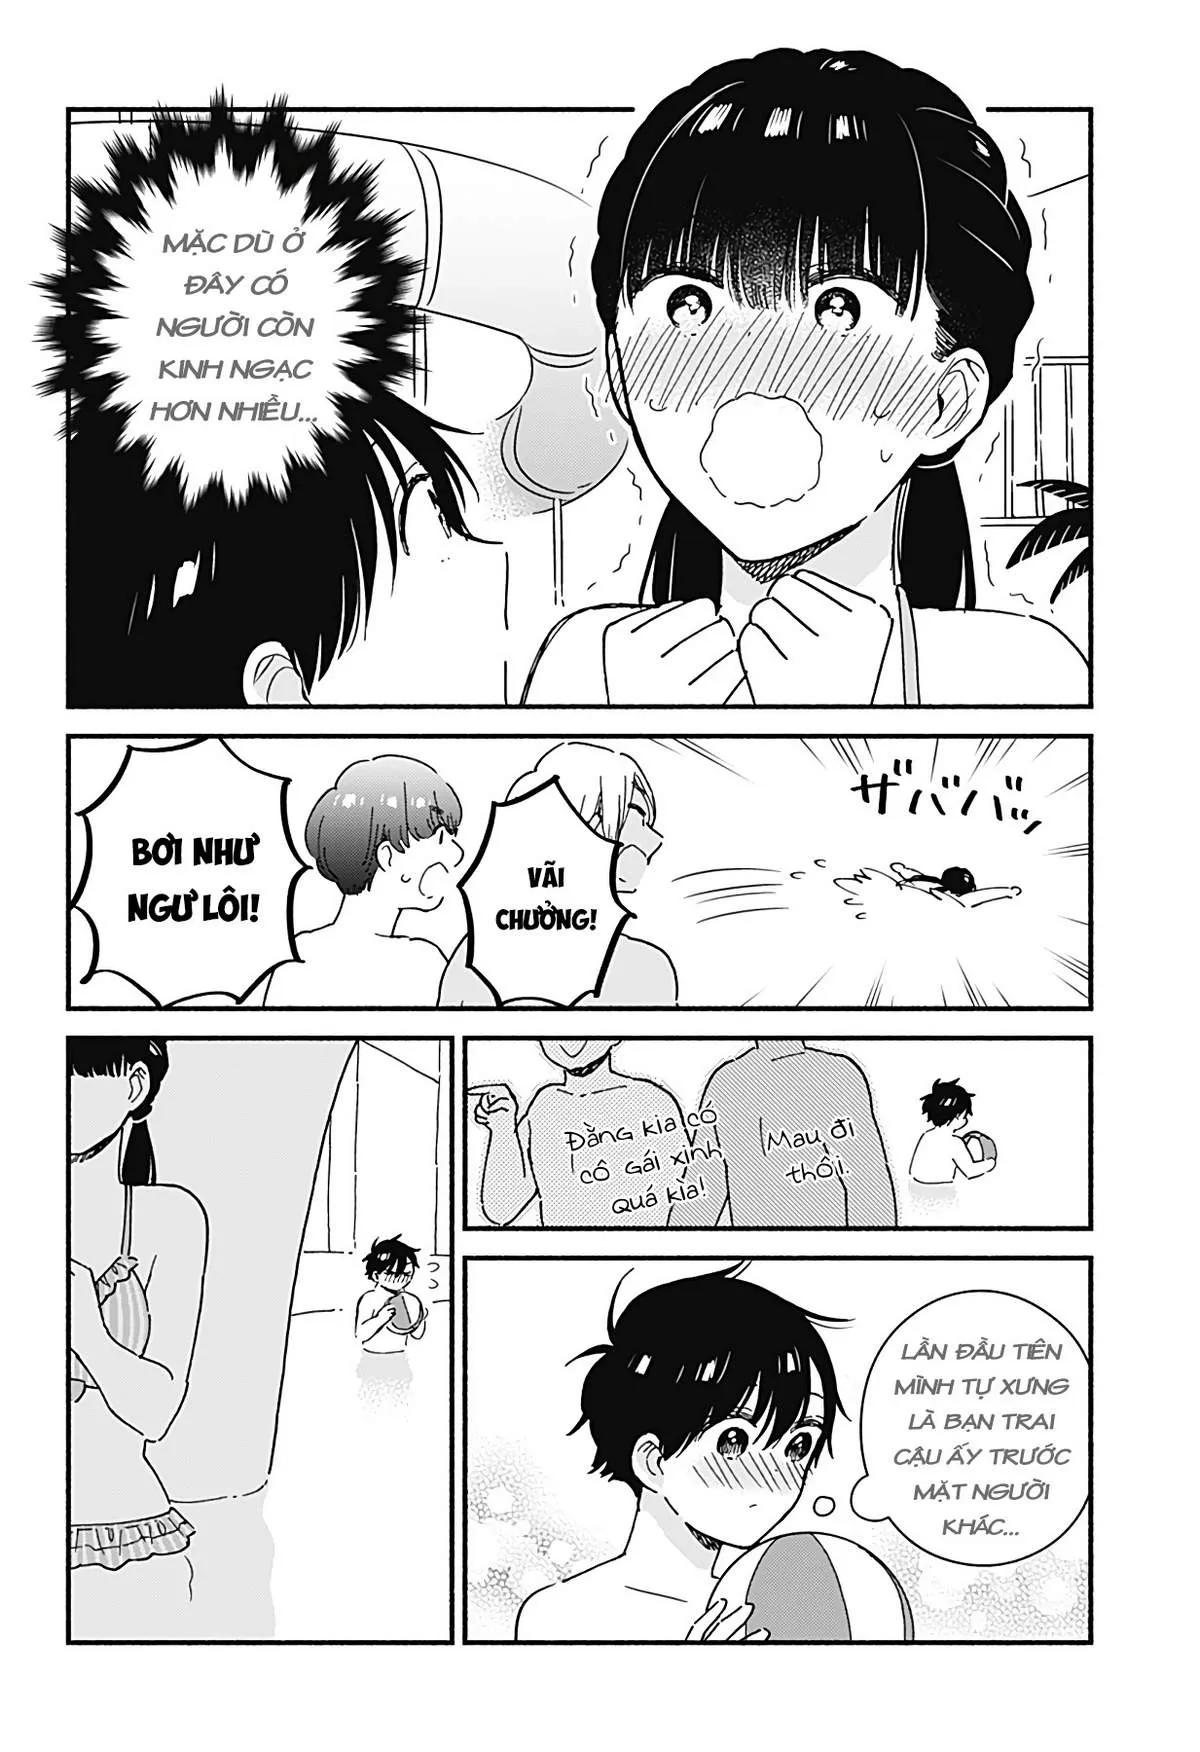 MẶC DÙ Ở
ĐÂY CÓ
NGƯỜI CÒN
KINH NGẠC
HƠN NHIỀU...
BƠI NHƯ
NGƯ LÔI!
VÃI
CHƯỞNG!
ザバババッ
Đằng kia có
cô gái xinh
quá kìa!
Mau đi
thôi.
LẦN ĐẦU TIÊN
MÌNH TỰ XƯNG
LÀ BẠN TRAI
CẬU ẤY TRƯỚC
MẶT NGƯỜI
KHÁC...